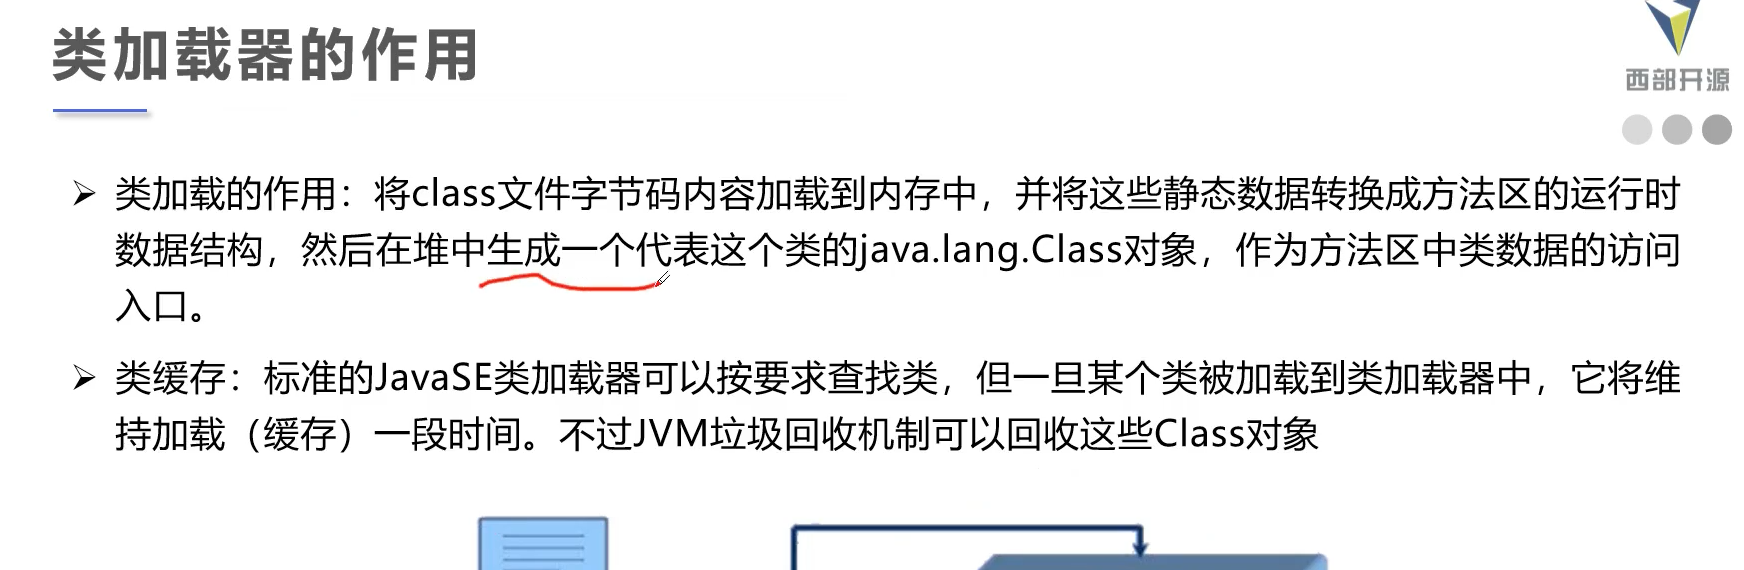 类加载器的作用
西部开源
类加载的作用：将class文件字节码内容加载到内存中，并将这些静态数据转换成方法区的运行时
数据结构，然后在堆中生成一个代表这个类的java.lang.Class对象，作为方法区中类数据的访问
入口。
类缓存：标准的JavaSE类加载器可以按要求查找类，但一旦某个类被加载到类加载器中，它将维
持加载（缓存）一段时间。不过JVM垃圾回收机制可以回收这些Class对象